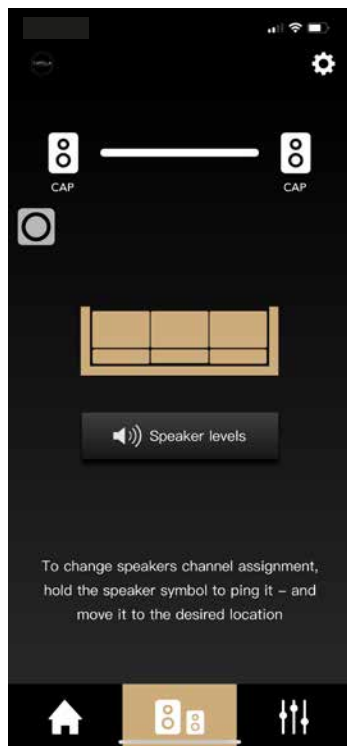 CAP
CAP
Speaker levels
To change speakers channel assignment,
hold the speaker symbol to ping it – and
move it to the desired location